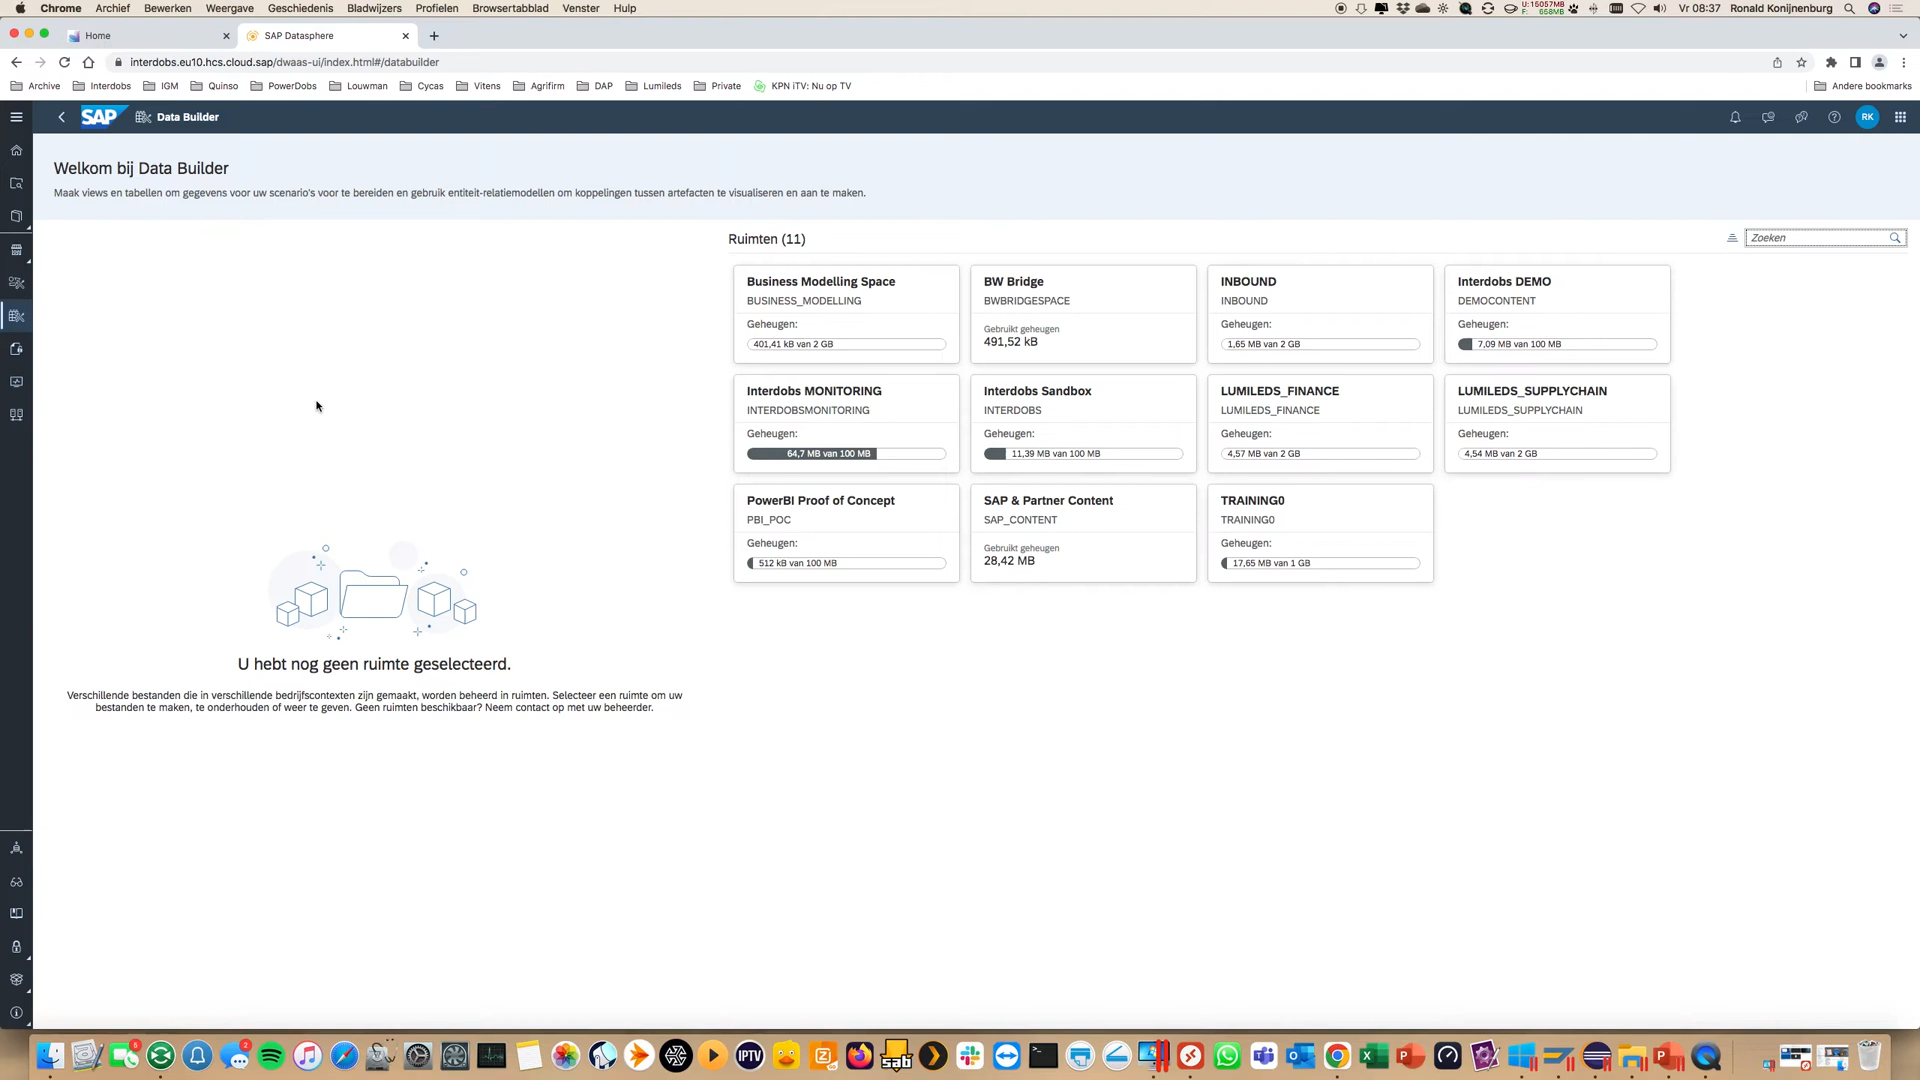 Chrome Archief Bewerken Weergave Geschiedenis Bladwijzers Profielen Browsertabblad Venster Help
U:15057MB
F: 658MB
Vr 08:37 Ronald Konijnenburg
Home
SAP Datasphere
interdobs.eu10.hcs.cloud.sap/dwaas-ui/index.html#/databuilder
Archive Interdobs IGM Quinso PowerDobs Louwman Cycas Vitens Agrifirm DAP Lumileds Private KPN iTV: Nu op TV Andere bookmarks
SAP Data Builder RK
Welkom bij Data Builder
Maak views en tabellen om gegevens voor uw scenario's voor te bereiden en gebruik entiteit-relatiemodellen om koppelingen tussen artefacten te visualiseren en aan te maken.
Ruimten (11)
Zoeken
Business Modelling Space
BUSINESS_MODELLING
Geheugen:
401,41 kB van 2 GB
BW Bridge
BWBRIDGESPACE
Gebruikt geheugen
491,52 kB
INBOUND
INBOUND
Geheugen:
1,65 MB van 2 GB
Interdobs DEMO
DEMOCONTENT
Geheugen:
7,09 MB van 100 MB
Interdobs MONITORING
INTERDOBSMONITORING
Geheugen:
64,7 MB van 100 MB
Interdobs Sandbox
INTERDOBS
Geheugen:
11,39 MB van 100 MB
LUMILEDS_FINANCE
LUMILEDS_FINANCE
Geheugen:
4,57 MB van 2 GB
LUMILEDS_SUPPLYCHAIN
LUMILEDS_SUPPLYCHAIN
Geheugen:
4,54 MB van 2 GB
PowerBI Proof of Concept
PBI_POC
Geheugen:
512 kB van 100 MB
SAP & Partner Content
SAP_CONTENT
Gebruikt geheugen
28,42 MB
TRAINING0
TRAINING0
Geheugen:
17,65 MB van 1 GB
U hebt nog geen ruimte geselecteerd.
Verschillende bestanden die in verschillende bedrijfscontexten zijn gemaakt, worden beheerd in ruimten. Selecteer een ruimte om uw
bestanden te maken, te onderhouden of weer te geven. Geen ruimten beschikbaar? Neem contact op met uw beheerder.
IPTV
sab